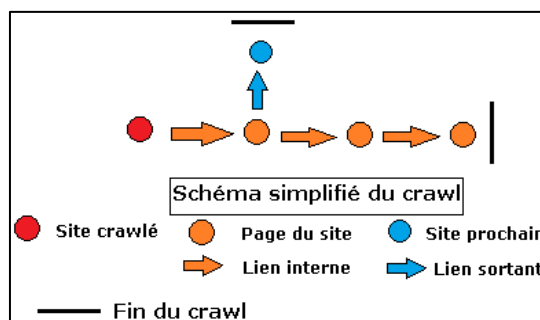 Schéma simplifié du crawl
Site crawlé Page du site Site prochain
Lien interne Lien sortant
Fin du crawl